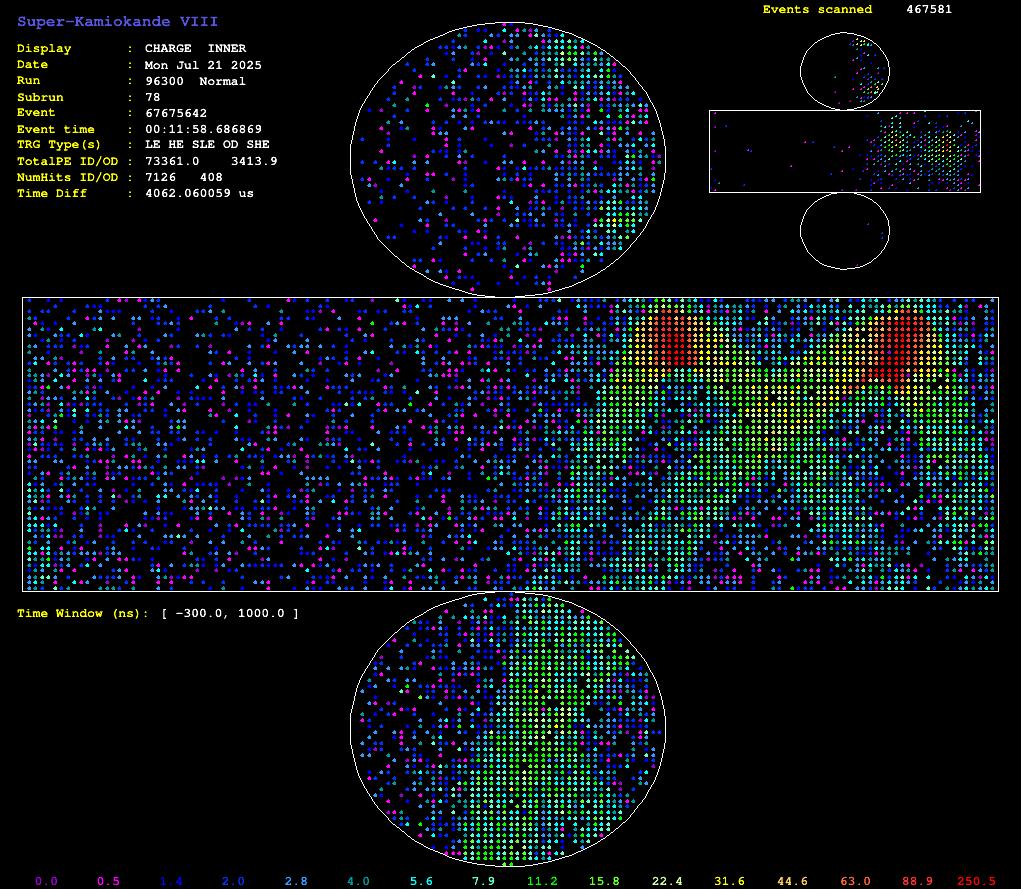 Super-Kamiokande VIII
Events scanned 467581
Display : CHARGE INNER
Date : Mon Jul 21 2025
Run : 96300 Normal
Subrun : 78
Event : 67675642
Event time : 00:11:58.686869
TRG Type(s) : LE HE SLE OD SHE
TotalPE ID/OD : 73361.0 3413.9
NumHits ID/OD : 7126 408
Time Diff : 4062.060059 us
Time Window (ns): [ -300.0, 1000.0 ]
0.0 0.5 1.4 2.0 2.8 4.0 5.6 7.9 11.2 15.8 22.4 31.6 44.6 63.0 88.9 250.5